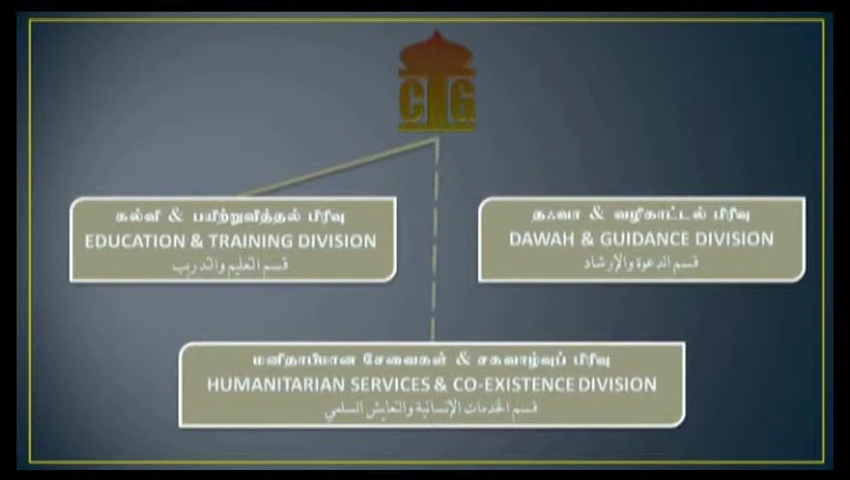 CTG
கல்வி & பயிற்றுவித்தல் பிரிவு
EDUCATION & TRAINING DIVISION
قسم التعليم والتدريب
தஃவா & வழிகாட்டல் பிரிவு
DAWAH & GUIDANCE DIVISION
قسم الدعوة والإرشاد
மனிதாபிமான சேவைகள் & சகவாழ்வுப் பிரிவு
HUMANITARIAN SERVICES & CO-EXISTENCE DIVISION
قسم الخدمات الإنسانية والتعايش السلمي